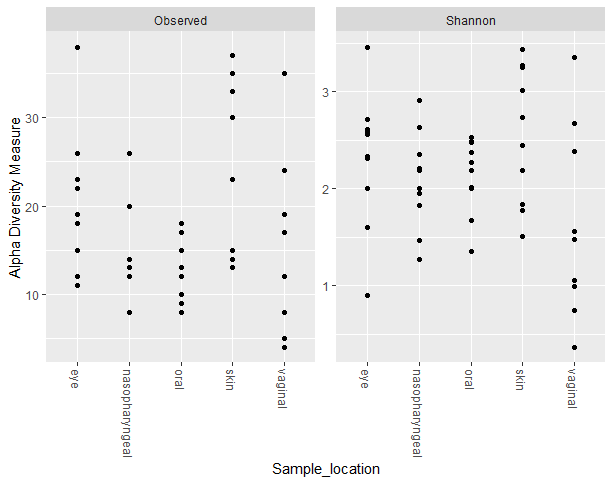 Observed
Shannon
Alpha Diversity Measure
30
20
10
3
2
1
eye
nasopharyngeal
oral
skin
vaginal
eye
nasopharyngeal
oral
skin
vaginal
Sample_location